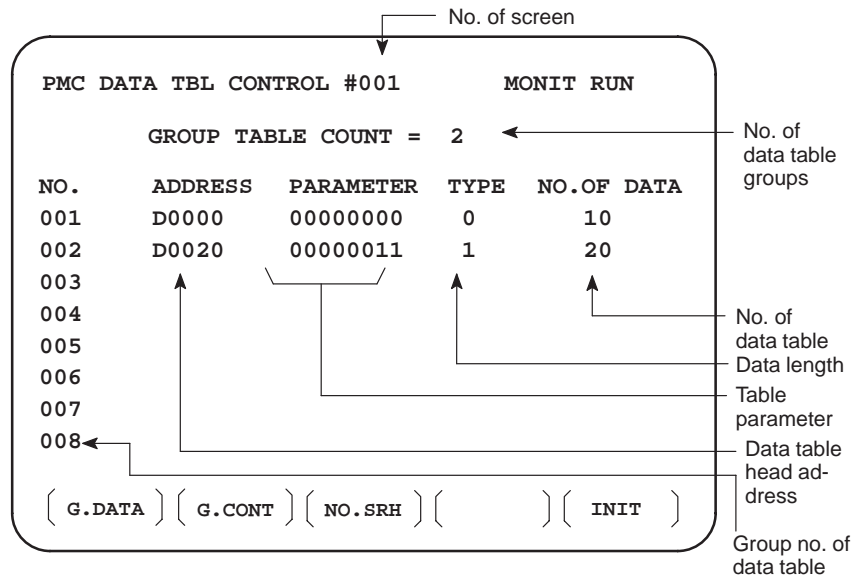 No. of screen
PMC DATA TBL CONTROL #001 MONIT RUN
GROUP TABLE COUNT = 2
No. of
data table
groups
NO. ADDRESS PARAMETER TYPE NO.OF DATA
001 D0000 00000000 0 10
002 D0020 00000011 1 20
003
004
005
006
007
008
No. of
data table
Data length
Table
parameter
Data table
head ad-
dress
G.DATA G.CONT NO.SRH INIT
Group no. of
data table